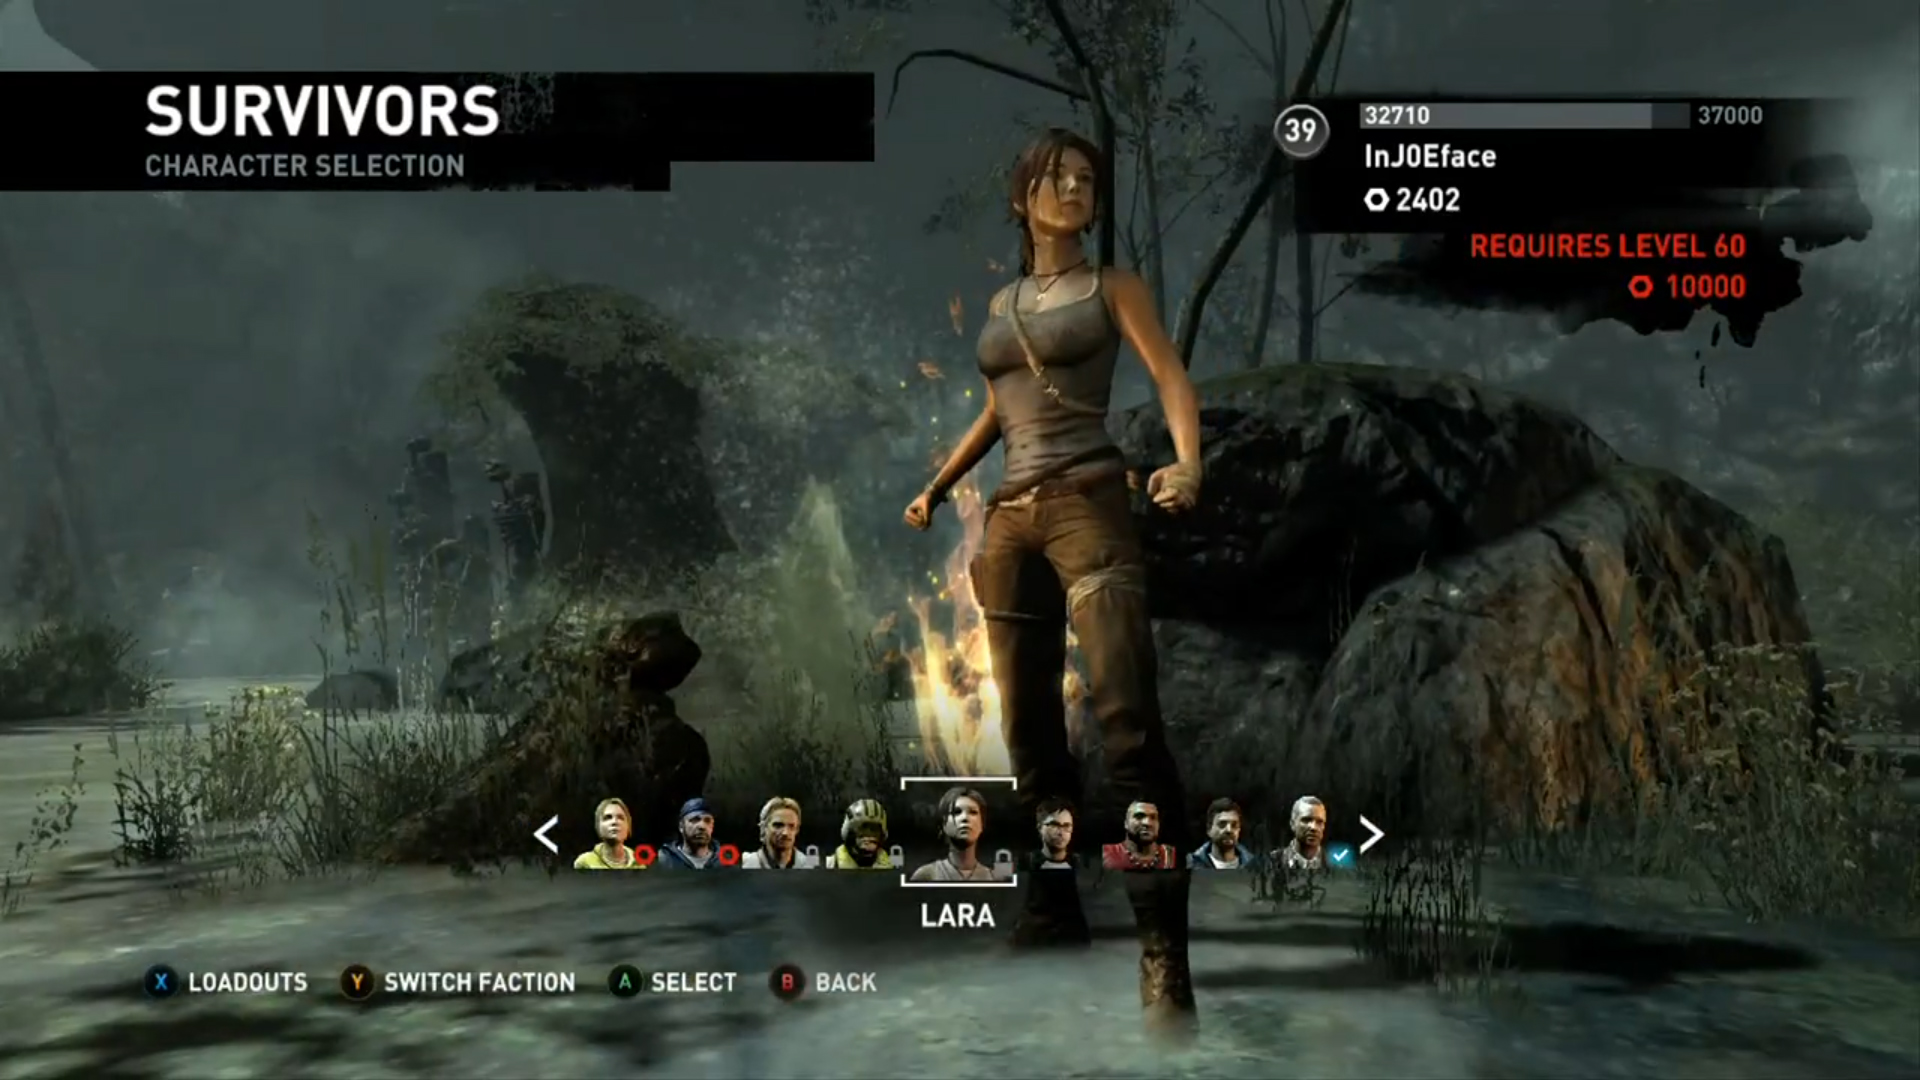 SURVIVORS
CHARACTER SELECTION
39
32710 37000
InJ0Eface
2402
REQUIRES LEVEL 60
10000
LARA
X LOADOUTS Y SWITCH FACTION A SELECT B BACK